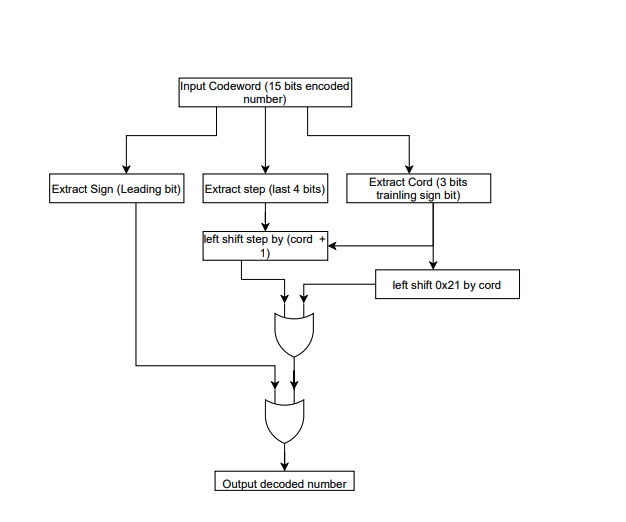 Input Codeword (15 bits encoded
number)
Extract Sign (Leading bit)
Extract step (last 4 bits)
Extract Cord (3 bits
trainling sign bit)
left shift step by (cord +
1)
left shift 0x21 by cord
Output decoded number